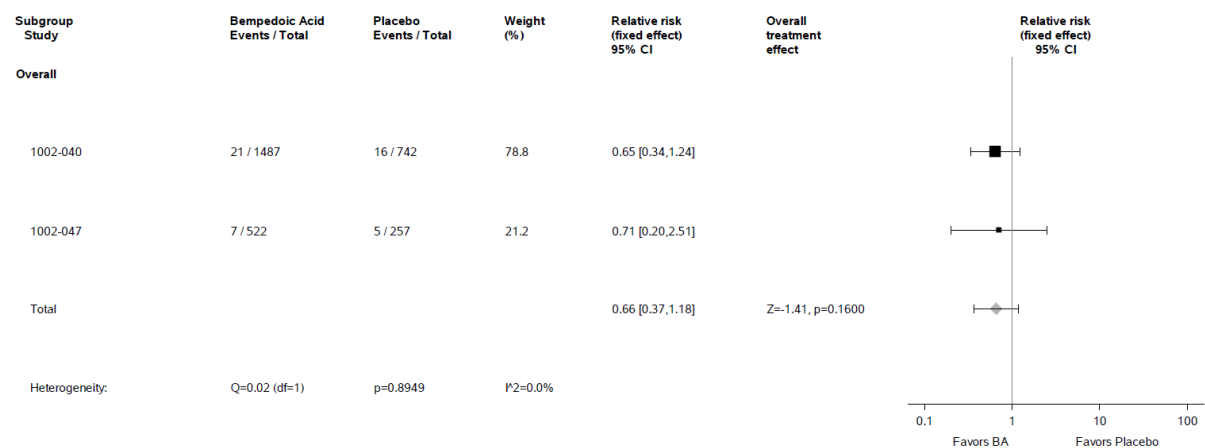 Subgroup Bempedoic Acid Placebo Weight Relative risk Overall Relative risk
Study Events / Total Events / Total (%) (fixed effect) treatment (fixed effect)
95% CI effect 95% CI
Overall
1002-040 21 / 1487 16 / 742 78.8 0.65 [0.34,1.24]
1002-047 7 / 522 5 / 257 21.2 0.71 [0.20,2.51]
Total 0.66 [0.37,1.18] Z=-1.41, p=0.1600
Heterogeneity: Q=0.02 (df=1) p=0.8949 I^2=0.0%
0.1 1 10 100
Favors BA Favors Placebo